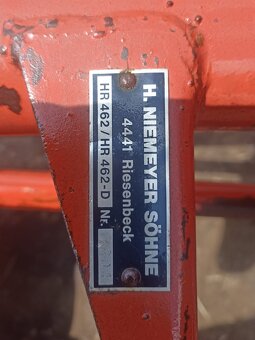 H. NIEMEYER SÖHNE
4441 Riesenbeck
HR 462/HR 462-D Nr.